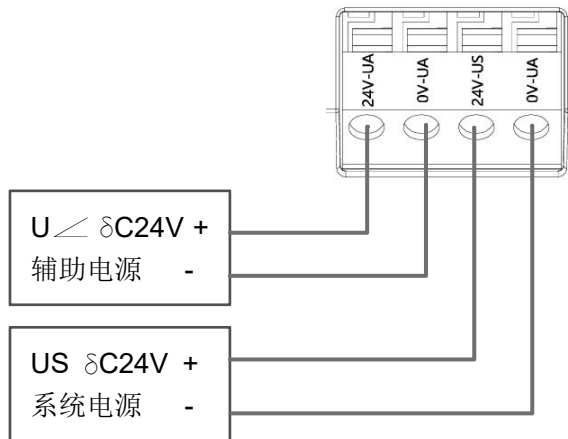 24V-UA
0V-UA
24V-US
0V-UA
U∠ δC24V +
辅助电源 -
US δC24V +
系统电源 -